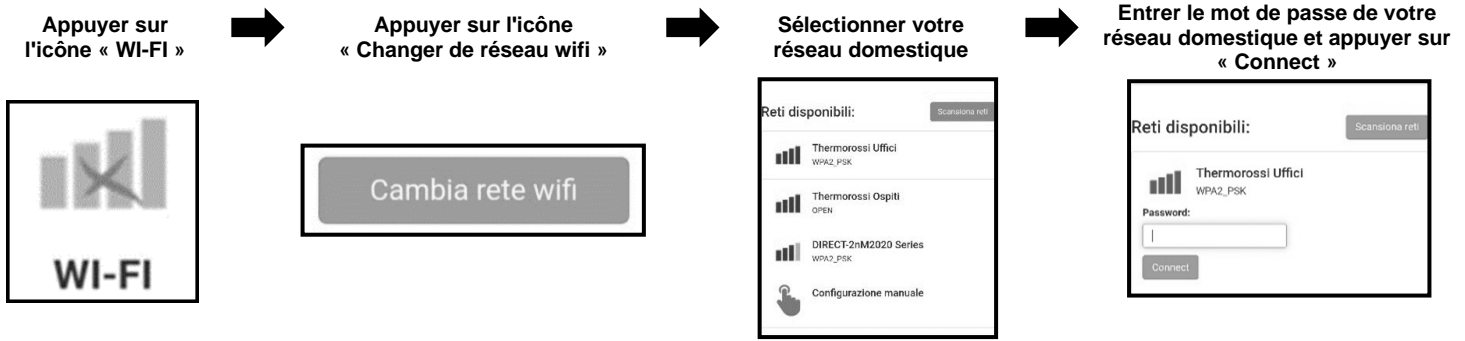 Appuyer sur
l'icône « WI-FI »
Appuyer sur l'icône
« Changer de réseau wifi »
Sélectionner votre
réseau domestique
Entrer le mot de passe de votre
réseau domestique et appuyer sur
« Connect »
WI-FI
Cambia rete wifi
Reti disponibili:
Scansiona reti
Thermorossi Uffici
WPA2_PSK
Thermorossi Ospiti
OPEN
DIRECT-2nM2020 Series
WPA2_PSK
Configurazione manuale
Reti disponibili:
Scansiona reti
Thermorossi Uffici
WPA2_PSK
Password:
Connect